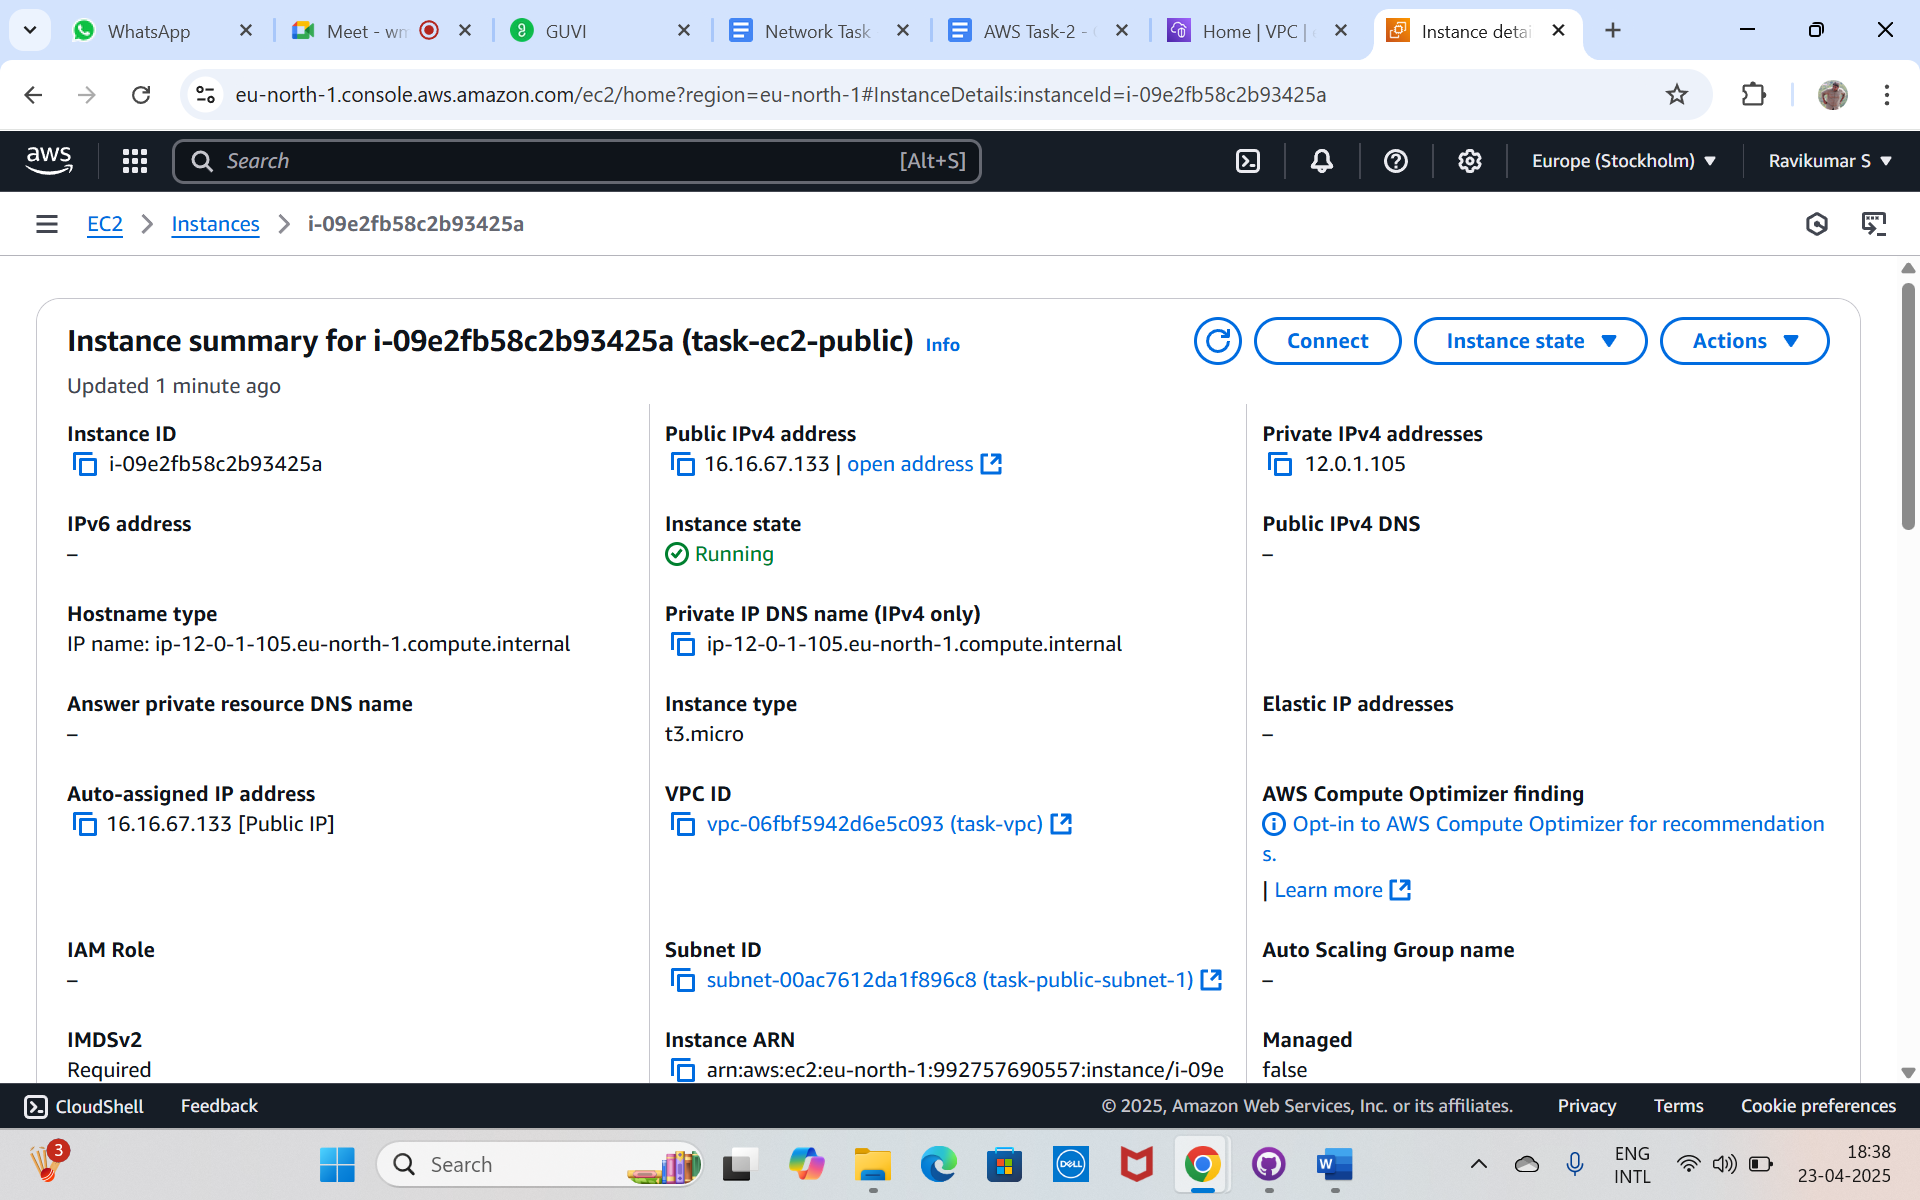 WhatsApp
Meet - wm
GUVI
Network Task
AWS Task-2 -
Home | VPC |
Instance detai
eu-north-1.console.aws.amazon.com/ec2/home?region=eu-north-1#InstanceDetails:instanceId=i-09e2fb58c2b93425a
aws
Search
[Alt+S]
Europe (Stockholm)
Ravikumar S
EC2
Instances
i-09e2fb58c2b93425a
Instance summary for i-09e2fb58c2b93425a (task-ec2-public) Info
Connect
Instance state
Actions
Updated 1 minute ago
Instance ID
i-09e2fb58c2b93425a
Public IPv4 address
16.16.67.133 | open address
Private IPv4 addresses
12.0.1.105
IPv6 address
–
Instance state
Running
Public IPv4 DNS
–
Hostname type
IP name: ip-12-0-1-105.eu-north-1.compute.internal
Private IP DNS name (IPv4 only)
ip-12-0-1-105.eu-north-1.compute.internal
Answer private resource DNS name
–
Instance type
t3.micro
Elastic IP addresses
–
Auto-assigned IP address
16.16.67.133 [Public IP]
VPC ID
vpc-06fbf5942d6e5c093 (task-vpc)
AWS Compute Optimizer finding
Opt-in to AWS Compute Optimizer for recommendation
s.
| Learn more
IAM Role
–
Subnet ID
subnet-00ac7612da1f896c8 (task-public-subnet-1)
Auto Scaling Group name
–
IMDSv2
Required
Instance ARN
arn:aws:ec2:eu-north-1:992757690557:instance/i-09e
Managed
false
CloudShell
Feedback
© 2025, Amazon Web Services, Inc. or its affiliates.
Privacy
Terms
Cookie preferences
3
Search
DELL
W
ENG
INTL
18:38
23-04-2025